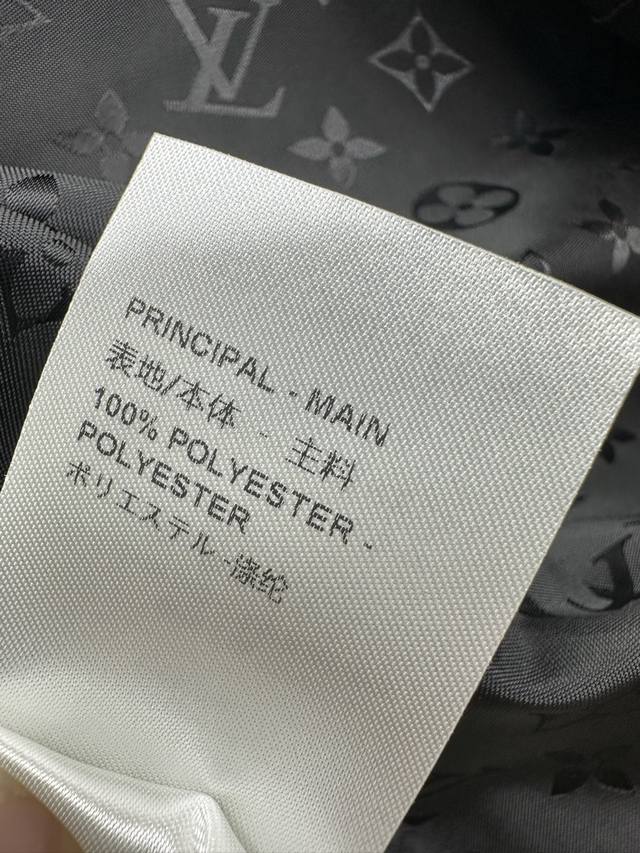 PRINCIPAL - MAIN
表地/本体 - 主料
100% POLYESTER -
POLYESTER
ポリエステル -涤纶